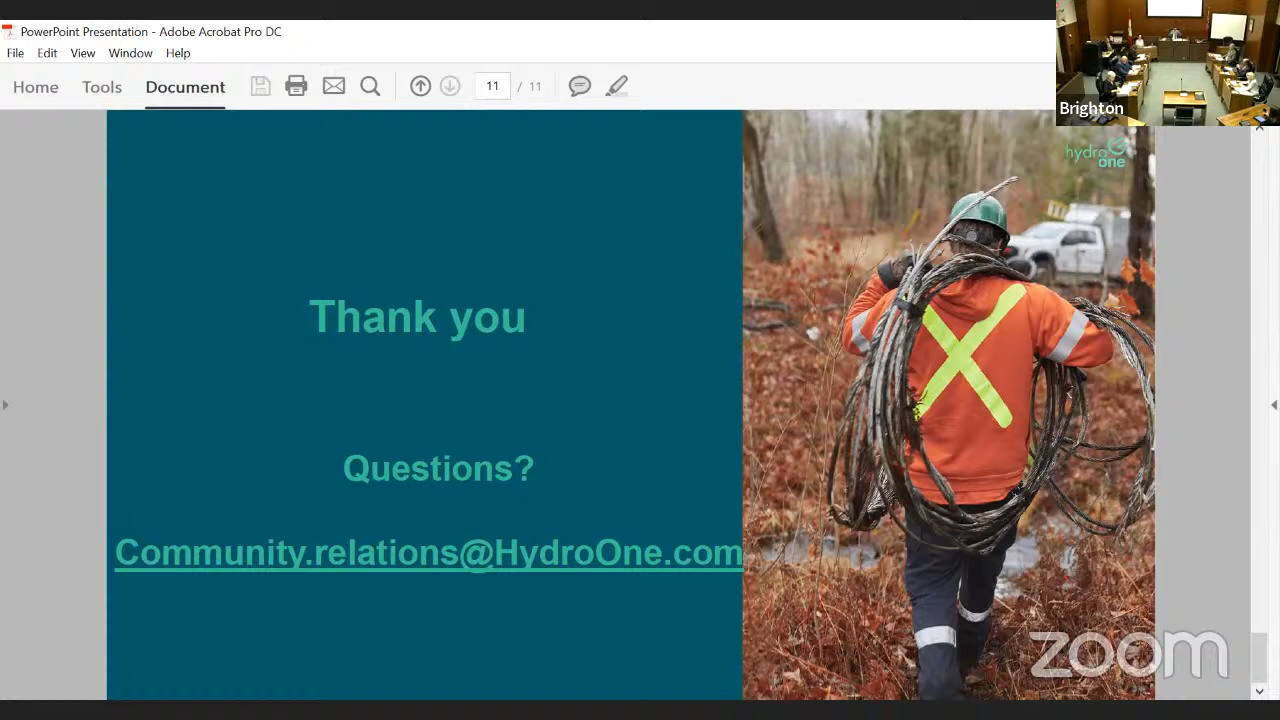 PowerPoint Presentation - Adobe Acrobat Pro DC
File Edit View Window Help
Home Tools Document 11 / 11
Brighton
hydro
one
Thank you
Questions?
Community.relations@HydroOne.com
zoom